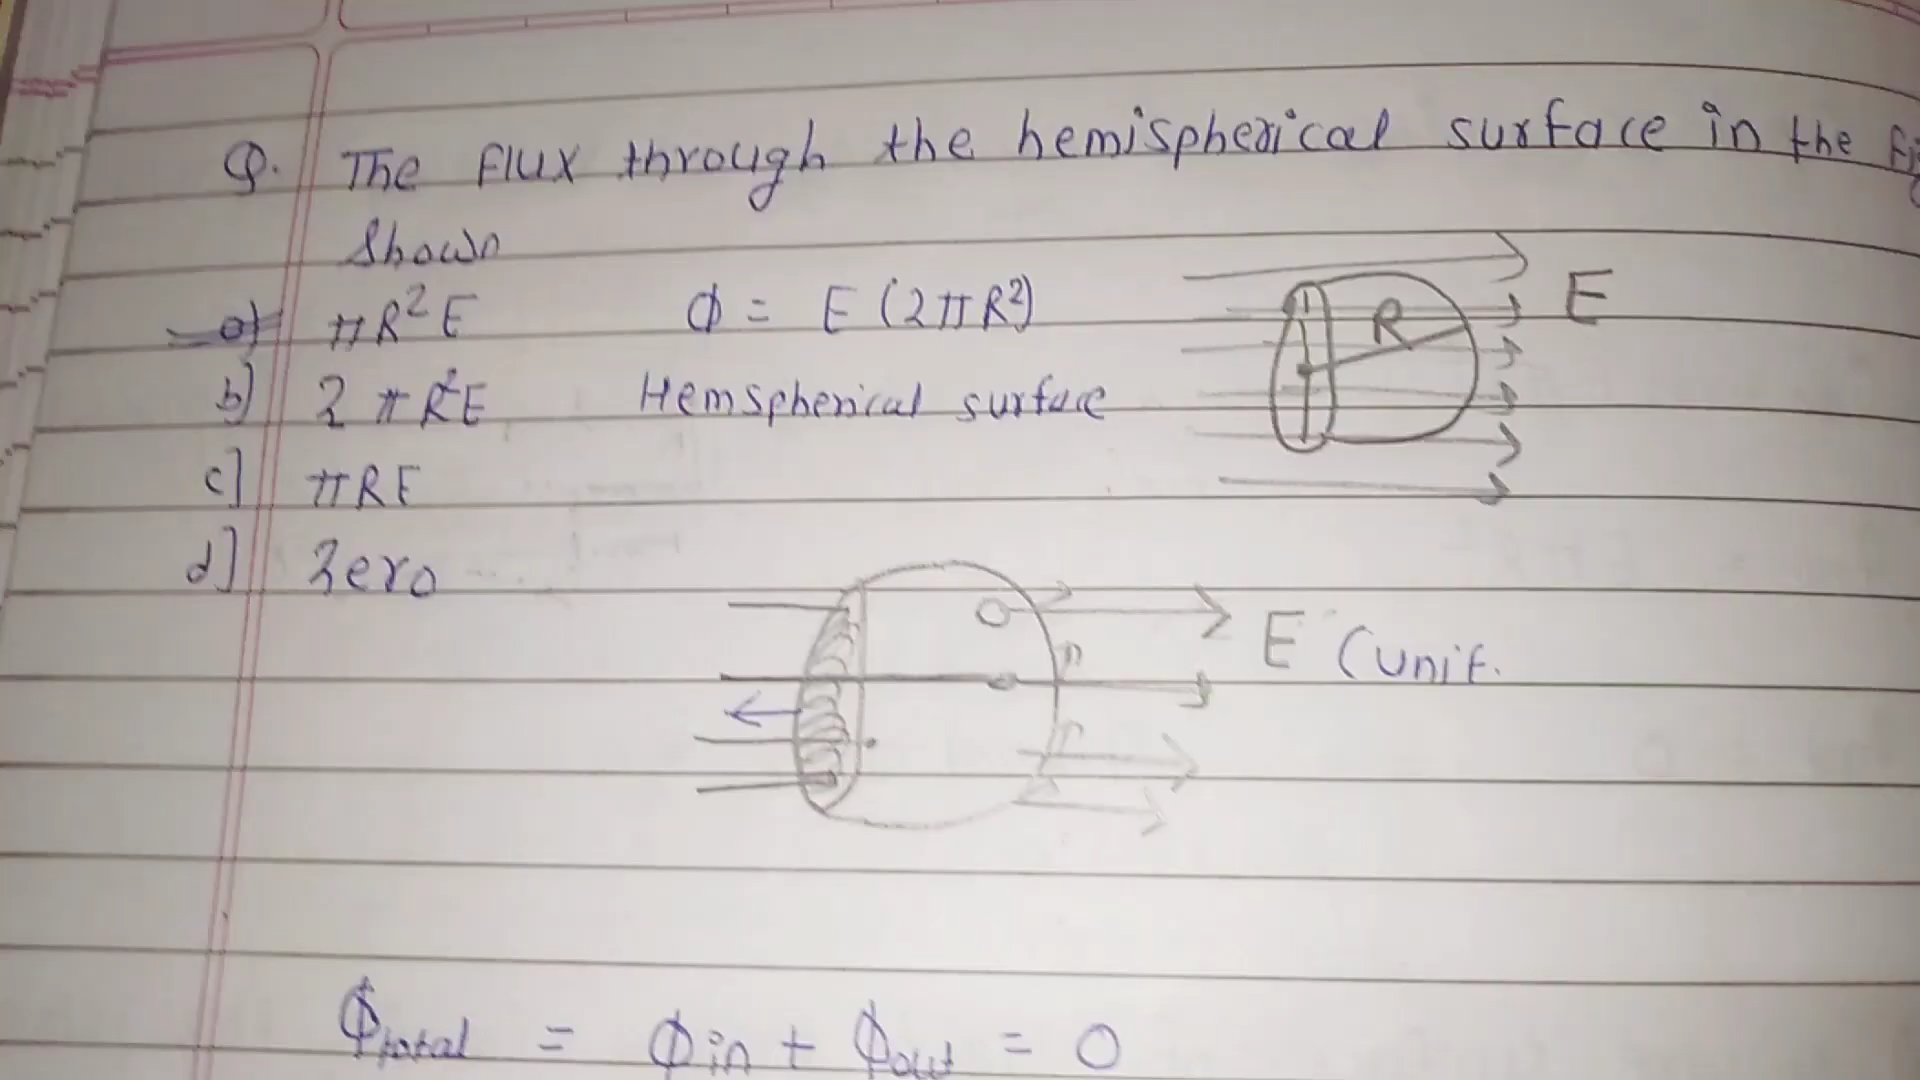 Q. The Flux through the hemispherical surface in the
Shown
a) πR²E Φ = E (2πR²)
b] 2πR²E Hemspherical surface
c] πRE
d] Zero
R
E
E (unif.
Φtotal = Φin + Φout = 0